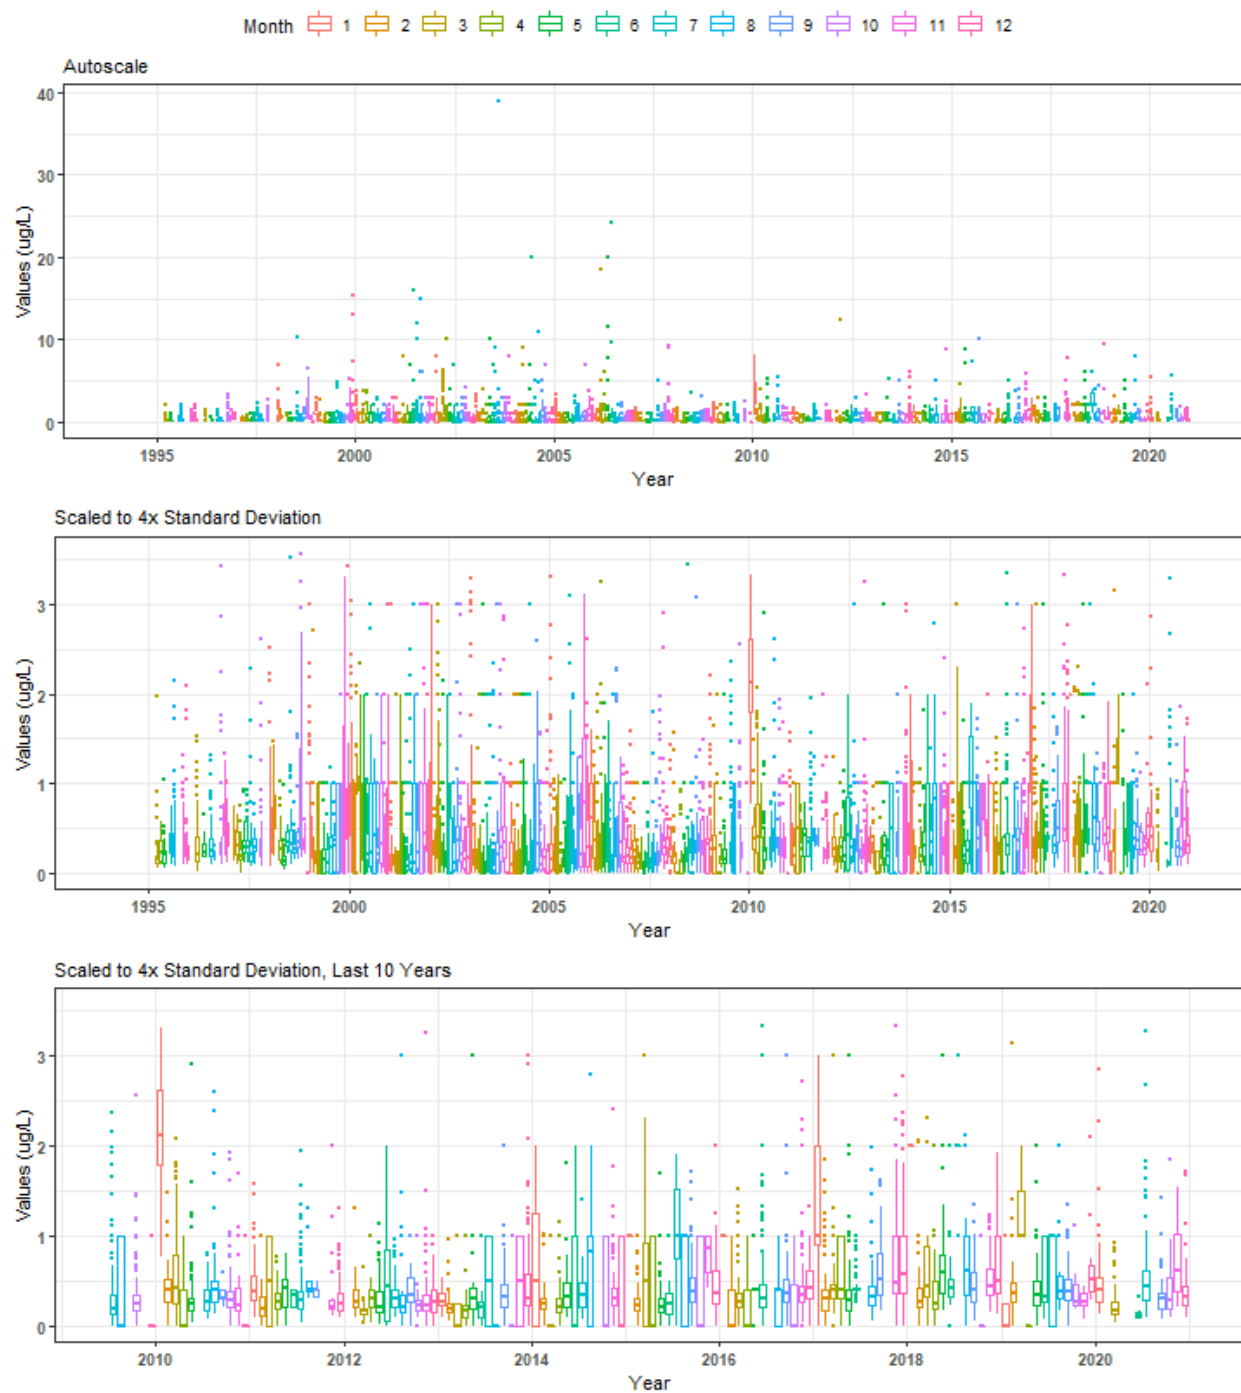 Month 1 2 3 4 5 6 7 8 9 10 11 12
Autoscale
40
30
20
10
0
Values (ug/L)
1995 2000 2005 2010 2015 2020
Year
Scaled to 4x Standard Deviation
3
2
1
0
Values (ug/L)
1995 2000 2005 2010 2015 2020
Year
Scaled to 4x Standard Deviation, Last 10 Years
3
2
1
0
Values (ug/L)
2010 2012 2014 2016 2018 2020
Year